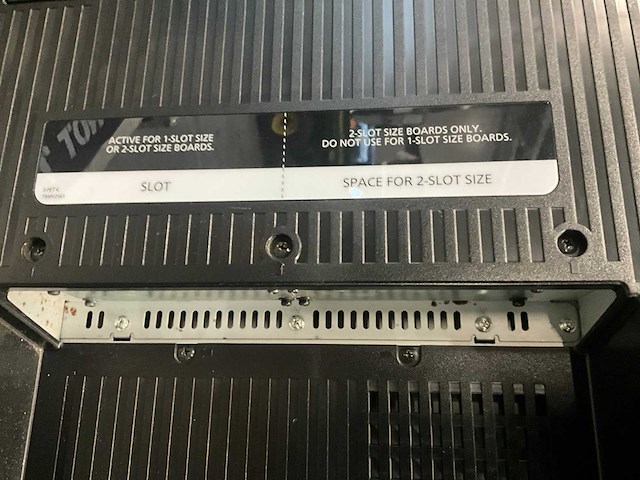 ACTIVE FOR 1-SLOT SIZE
OR 2-SLOT SIZE BOARDS.
2-SLOT SIZE BOARDS ONLY.
DO NOT USE FOR 1-SLOT SIZE BOARDS.
SLOT
SPACE FOR 2-SLOT SIZE